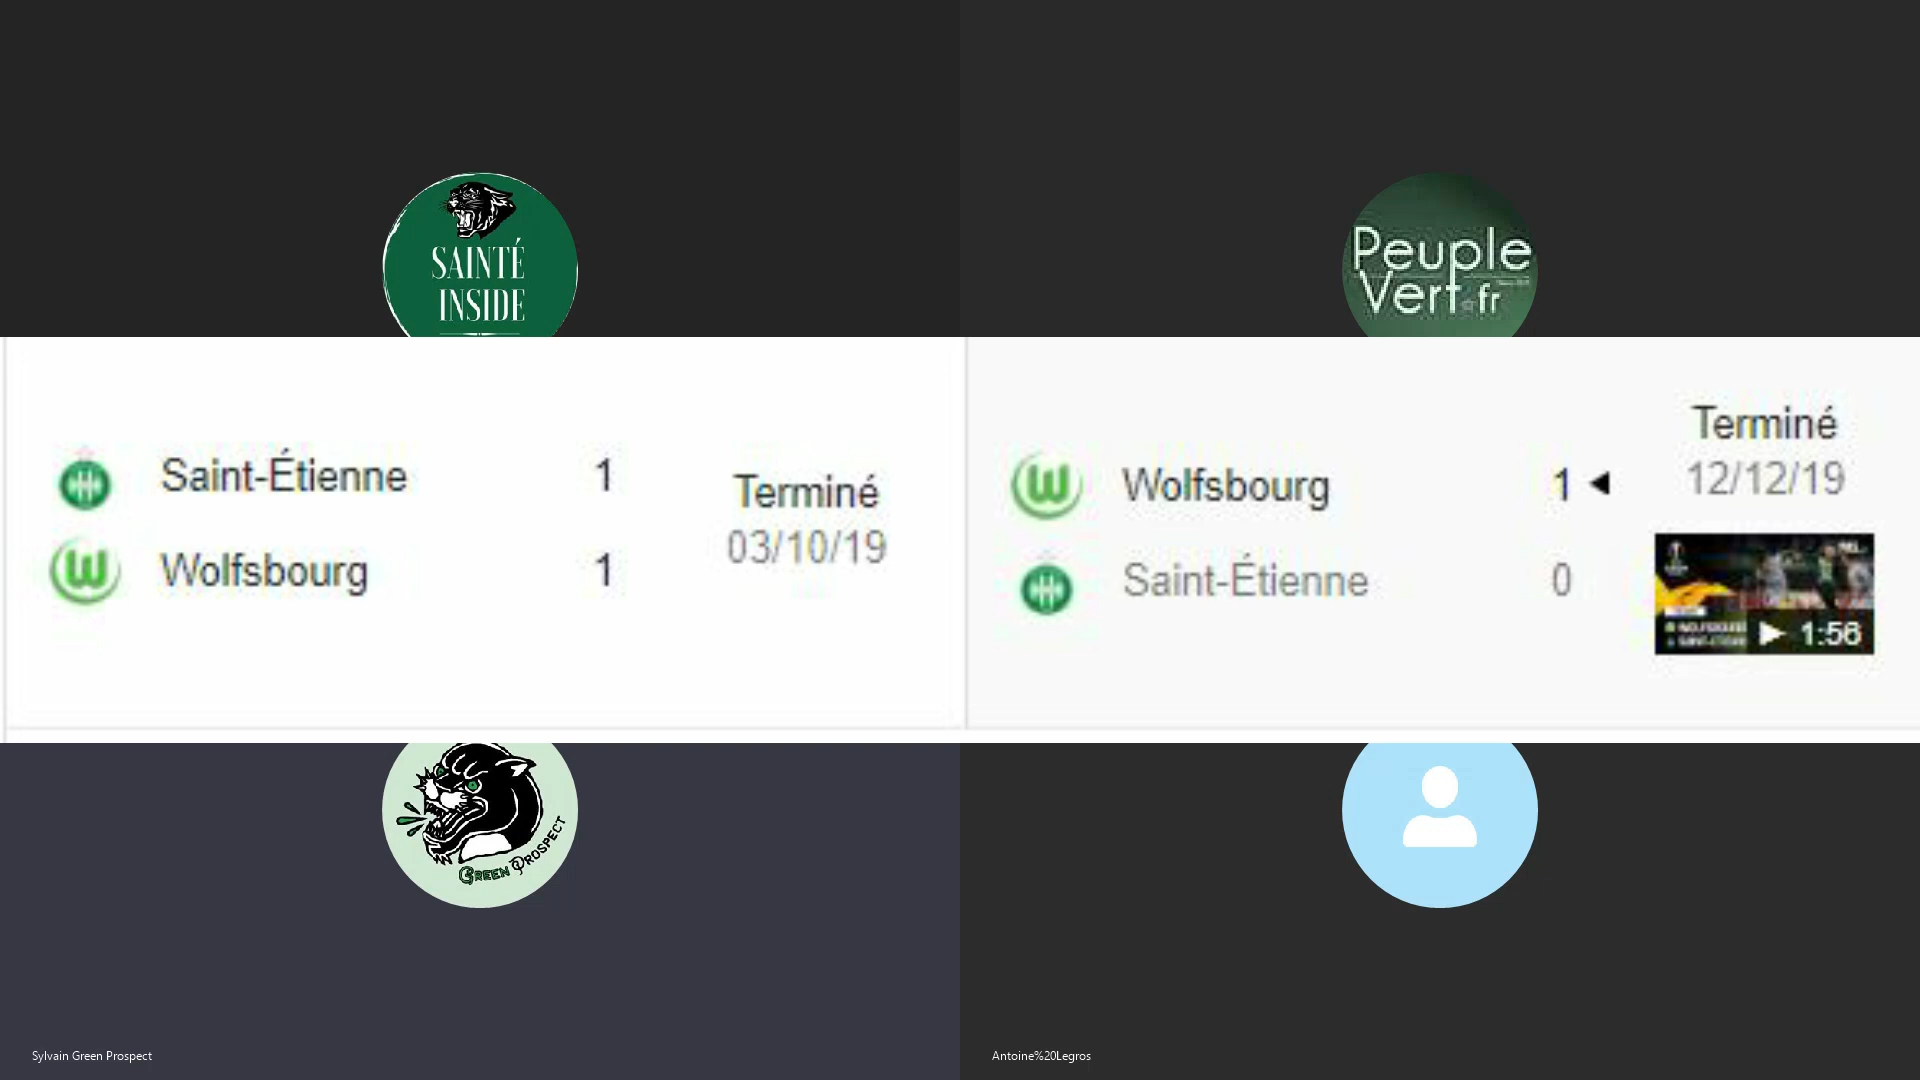 SAINTÉ
INSIDE
Peuple
Vert.fr
Saint-Étienne 1
Wolfsbourg 1
Terminé
03/10/19
Wolfsbourg 1
Saint-Étienne 0
Terminé
12/12/19
1:56
GREEN PROSPECT
Sylvain Green Prospect
Antoine%20Legros